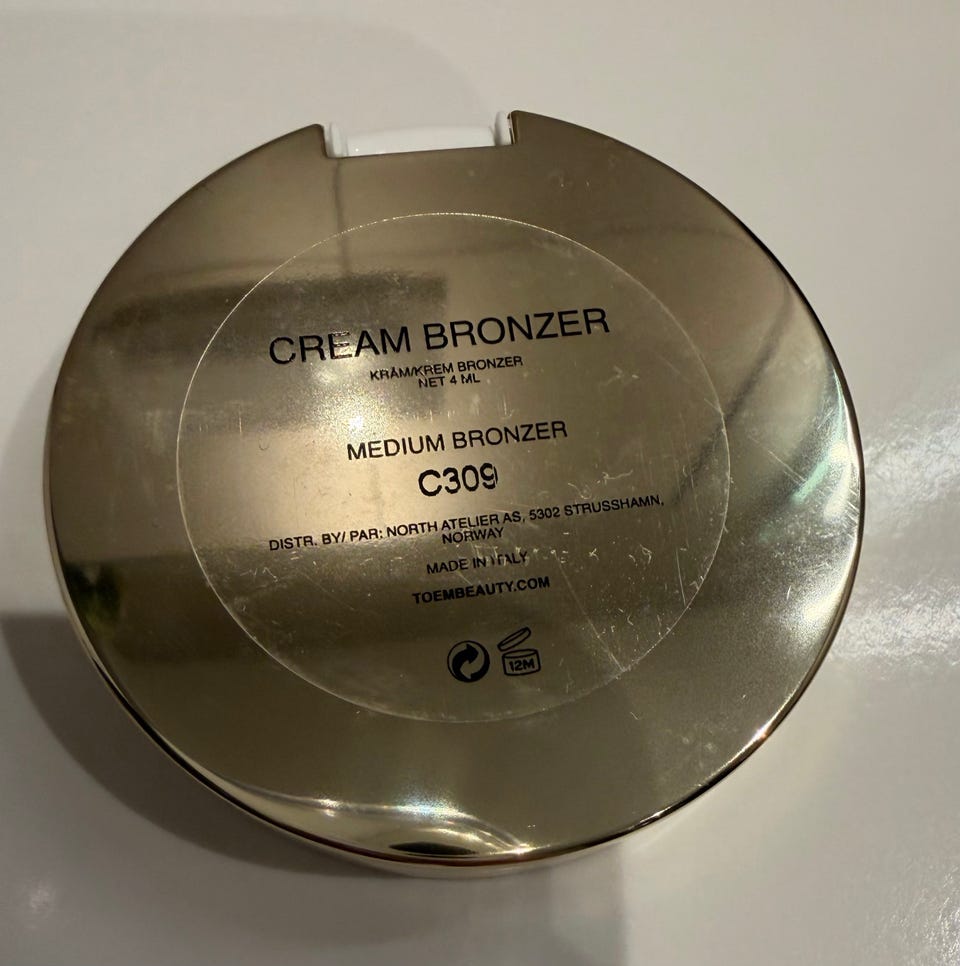 CREAM BRONZER
KRÄM/KREM BRONZER
NET 4 ML
MEDIUM BRONZER
C309
DISTR. BY/ PAR: NORTH ATELIER AS, 5302 STRUSSHAMN,
NORWAY
MADE IN ITALY
TOEMBEAUTY.COM
12M